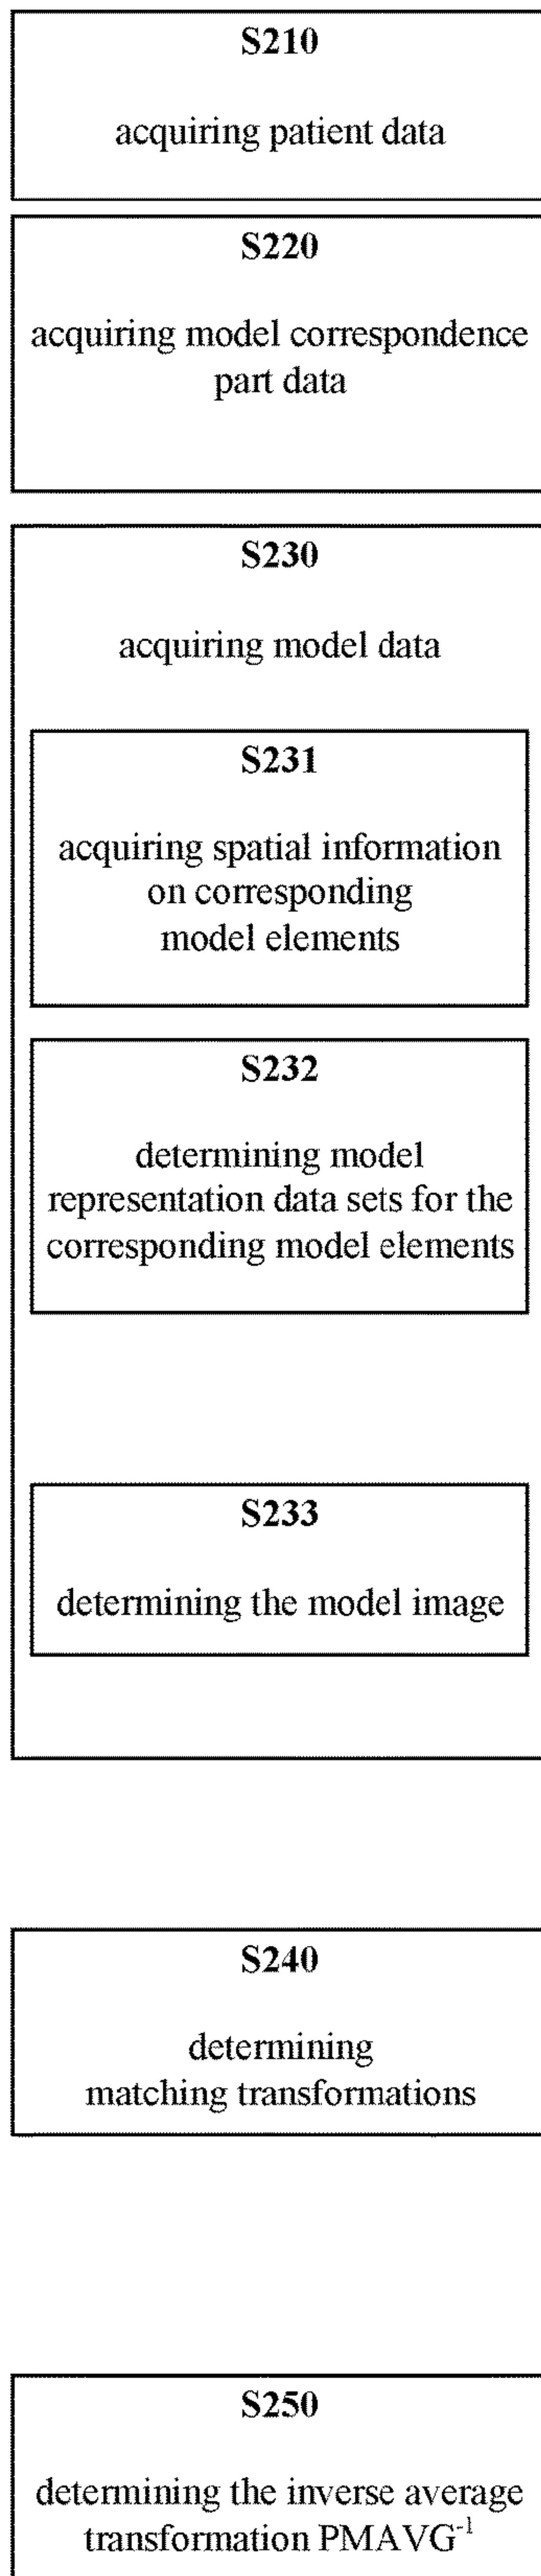 S210
acquiring patient data
S220
acquiring model correspondence
part data
S230
acquiring model data
S231
acquiring spatial information
on corresponding
model elements
S232
determining model
representation data sets for the
corresponding model elements
S233
determining the model image
S240
determining
matching transformations
S250
determining the inverse average
transformation PMAVG⁻¹